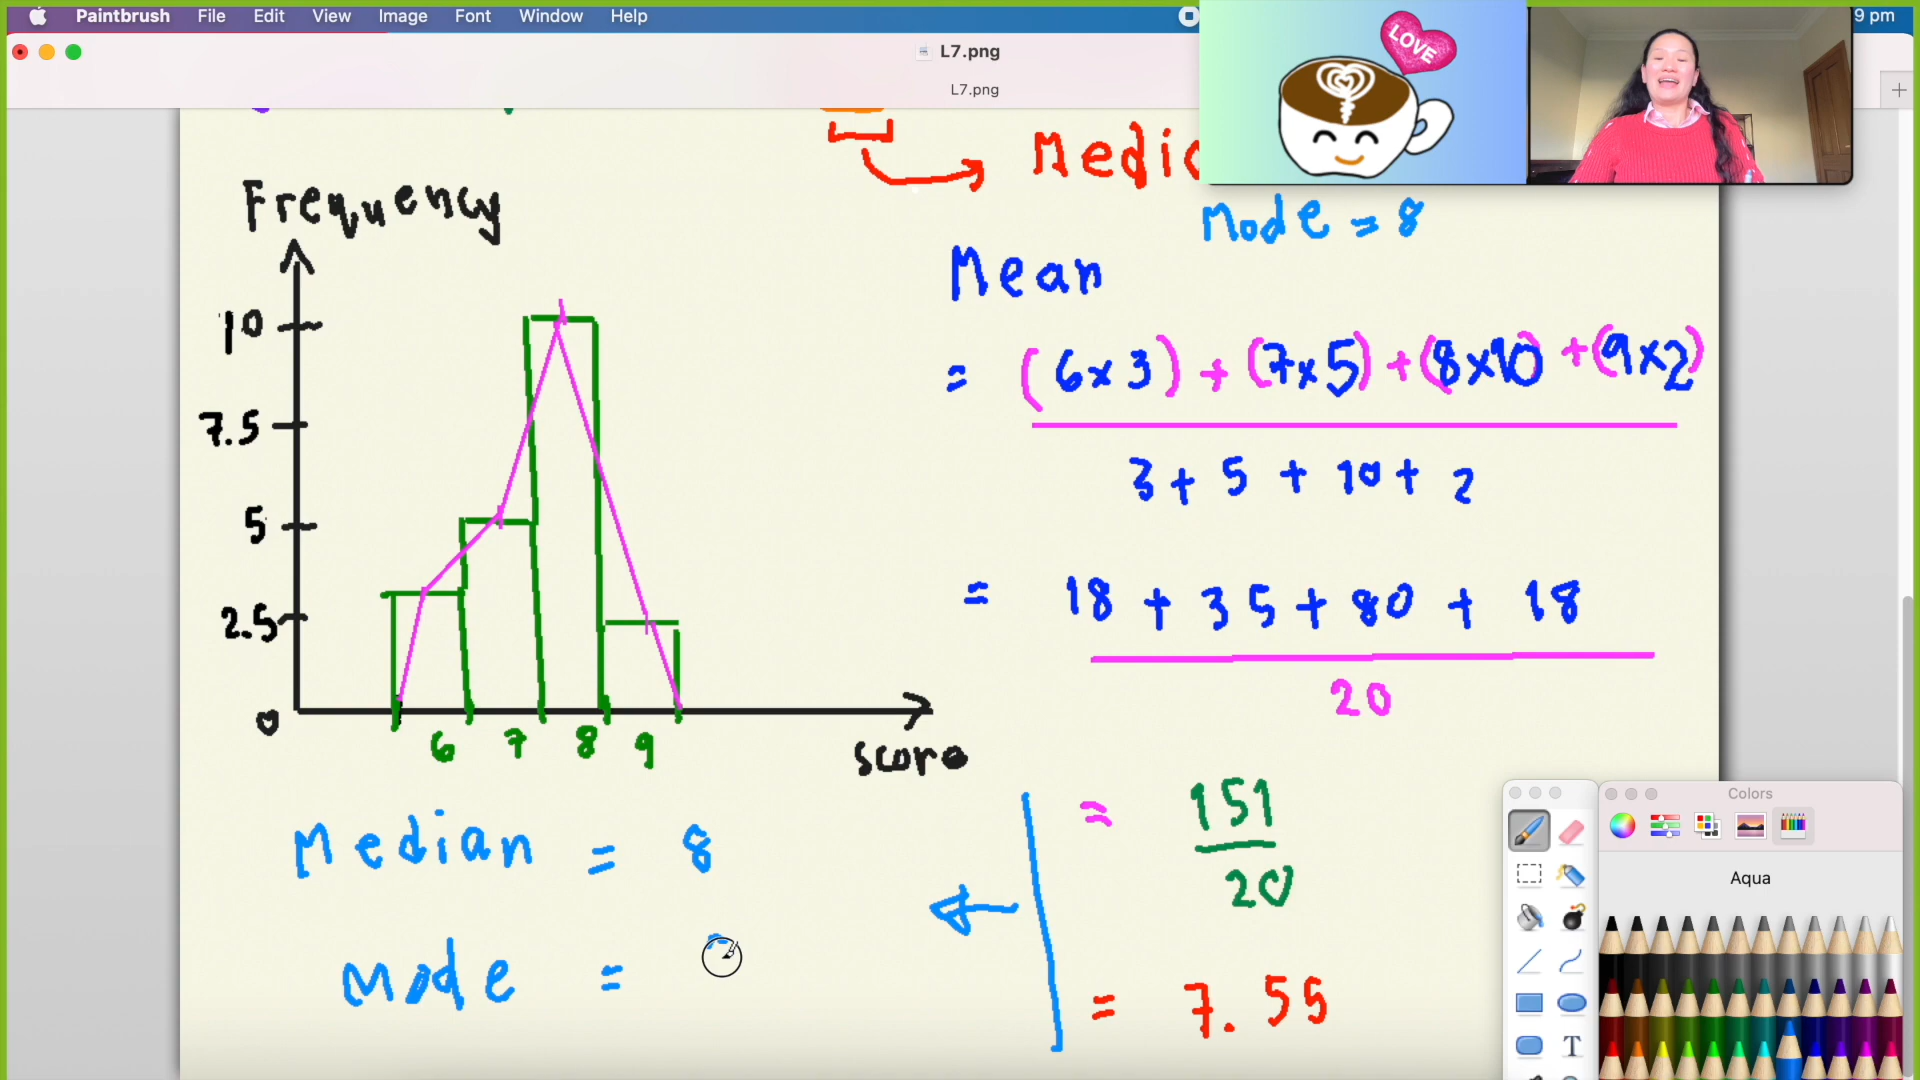 Paintbrush File Edit View Image Font Window Help
9 pm
L7.png
L7.png
LOVE
Medic
Mode = 8
Frequency
10
7.5
5
2.5
0
6 7 8 9
score
Mean
= (6x3) + (7x5) + (8x10) + (9x2)
3 + 5 + 10 + 2
= 18 + 35 + 80 + 18
20
= 151
20
= 7.55
Median = 8
Mode =
Colors
Aqua
T